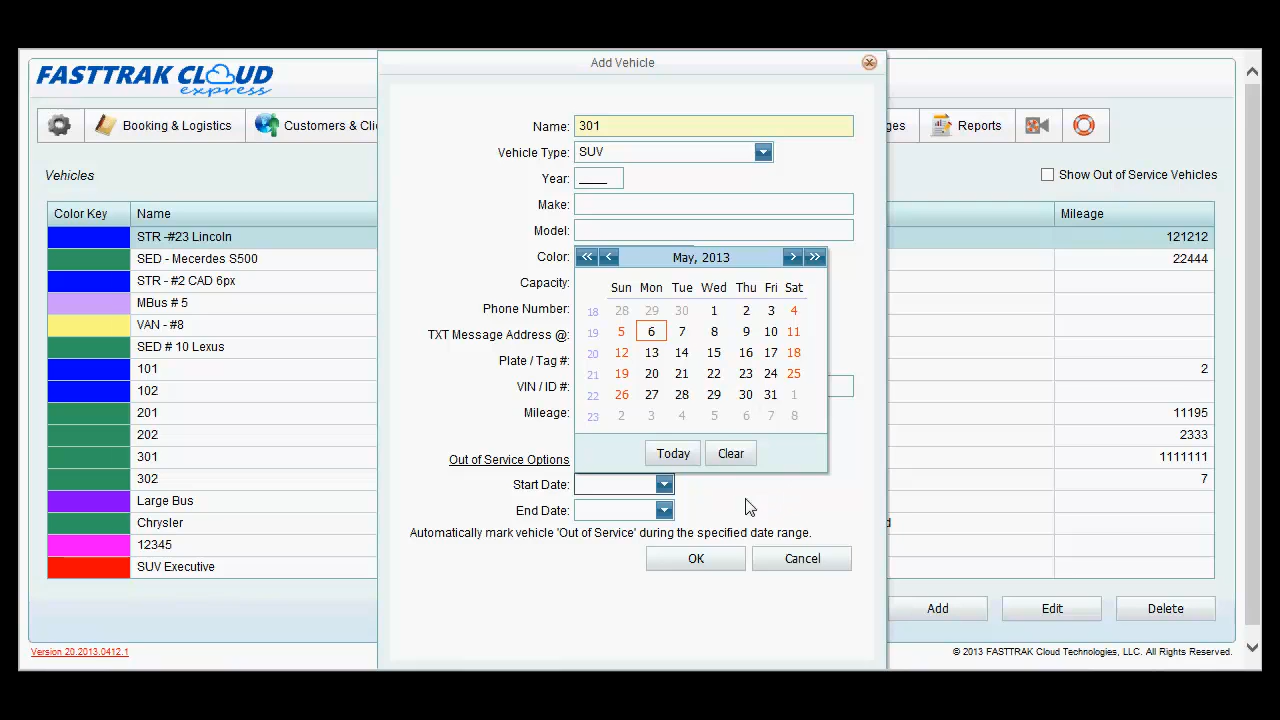 Add Vehicle
FASTTRAK CLOUD
express
Booking & Logistics
Customers & Cli
ges
Reports
Vehicles
Show Out of Service Vehicles
Color Key Name Mileage
STR -#23 Lincoln 121212
SED - Mecerdes S500 22444
STR - #2 CAD 6px
MBus # 5
VAN - #8
SED # 10 Lexus
101 2
102
201 11195
202 2333
301 1111111
302 7
Large Bus
Chrysler d
12345
SUV Executive
Name: 301
Vehicle Type: SUV
Year: ____
Make:
Model:
Color:
Capacity:
Phone Number:
TXT Message Address @:
Plate / Tag #:
VIN / ID #:
Mileage:
May, 2013
Sun Mon Tue Wed Thu Fri Sat
18 28 29 30 1 2 3 4
19 5 6 7 8 9 10 11
20 12 13 14 15 16 17 18
21 19 20 21 22 23 24 25
22 26 27 28 29 30 31 1
23 2 3 4 5 6 7 8
Today Clear
Out of Service Options
Start Date:
End Date:
Automatically mark vehicle 'Out of Service' during the specified date range.
OK Cancel
Add Edit Delete
Version 20.2013.0412.1
© 2013 FASTTRAK Cloud Technologies, LLC. All Rights Reserved.